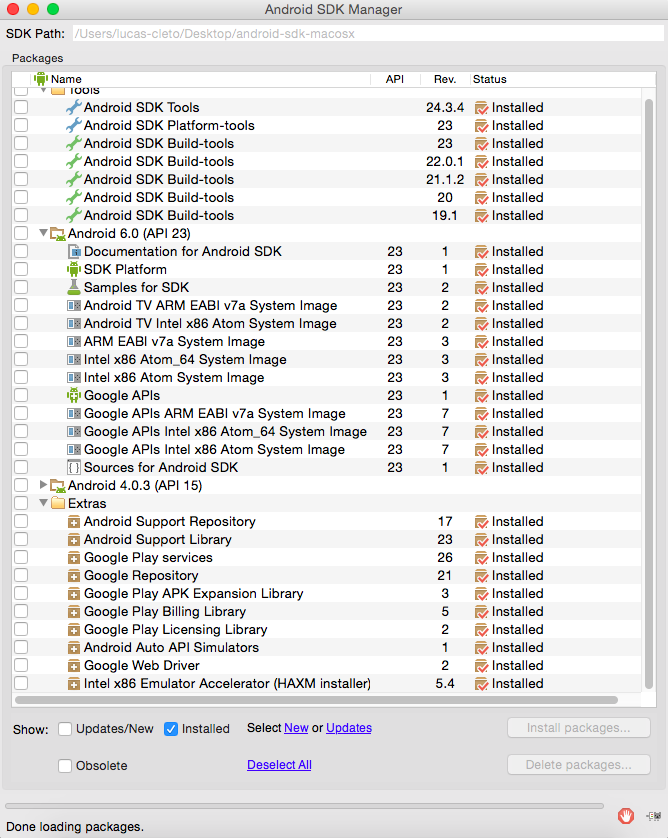 Android SDK Manager
SDK Path: /Users/lucas-cleto/Desktop/android-sdk-macosx
Packages
Name API Rev. Status
Tools
Android SDK Tools 24.3.4 Installed
Android SDK Platform-tools 23 Installed
Android SDK Build-tools 23 Installed
Android SDK Build-tools 22.0.1 Installed
Android SDK Build-tools 21.1.2 Installed
Android SDK Build-tools 20 Installed
Android SDK Build-tools 19.1 Installed
Android 6.0 (API 23)
Documentation for Android SDK 23 1 Installed
SDK Platform 23 1 Installed
Samples for SDK 23 2 Installed
Android TV ARM EABI v7a System Image 23 2 Installed
Android TV Intel x86 Atom System Image 23 2 Installed
ARM EABI v7a System Image 23 3 Installed
Intel x86 Atom_64 System Image 23 3 Installed
Intel x86 Atom System Image 23 3 Installed
Google APIs 23 1 Installed
Google APIs ARM EABI v7a System Image 23 7 Installed
Google APIs Intel x86 Atom_64 System Image 23 7 Installed
Google APIs Intel x86 Atom System Image 23 7 Installed
Sources for Android SDK 23 1 Installed
Android 4.0.3 (API 15)
Extras
Android Support Repository 17 Installed
Android Support Library 23 Installed
Google Play services 26 Installed
Google Repository 21 Installed
Google Play APK Expansion Library 3 Installed
Google Play Billing Library 5 Installed
Google Play Licensing Library 2 Installed
Android Auto API Simulators 1 Installed
Google Web Driver 2 Installed
Intel x86 Emulator Accelerator (HAXM installer) 5.4 Installed
Show: Updates/New Installed Select New or Updates Install packages...
Obsolete Deselect All Delete packages...
Done loading packages.